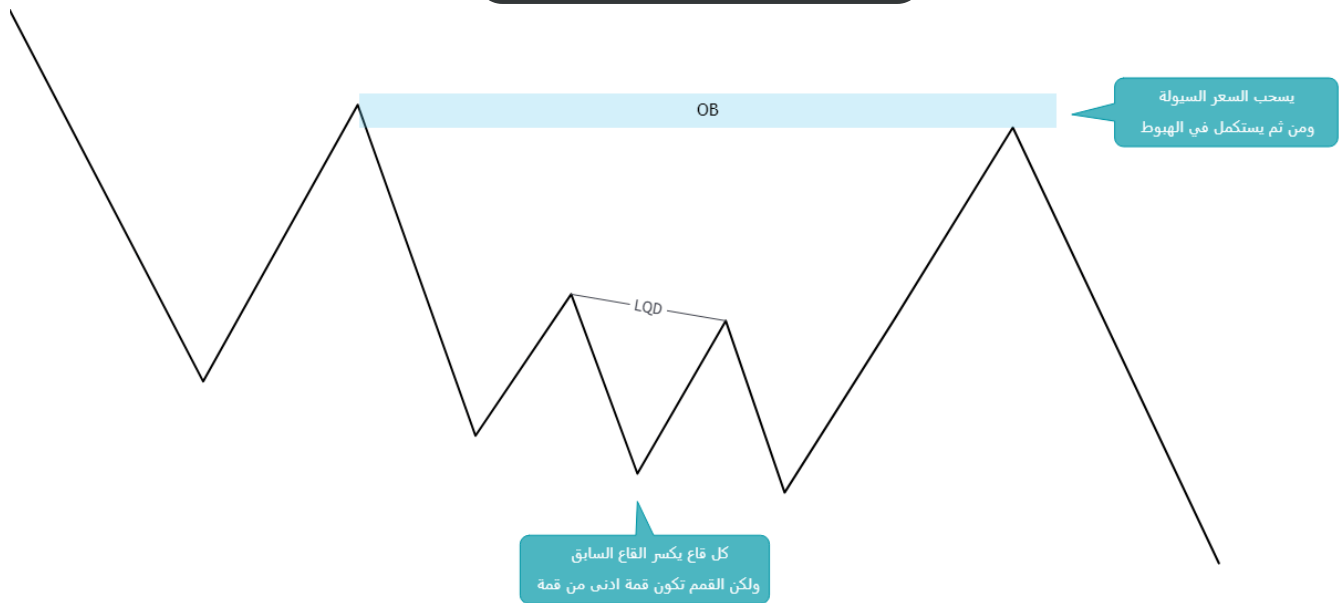 OB
يسحب السعر السيولة
ومن ثم يستكمل في الهبوط
LQD
كل قاع يكسر القاع السابق
ولكن القمم تكون قمة ادنى من قمة